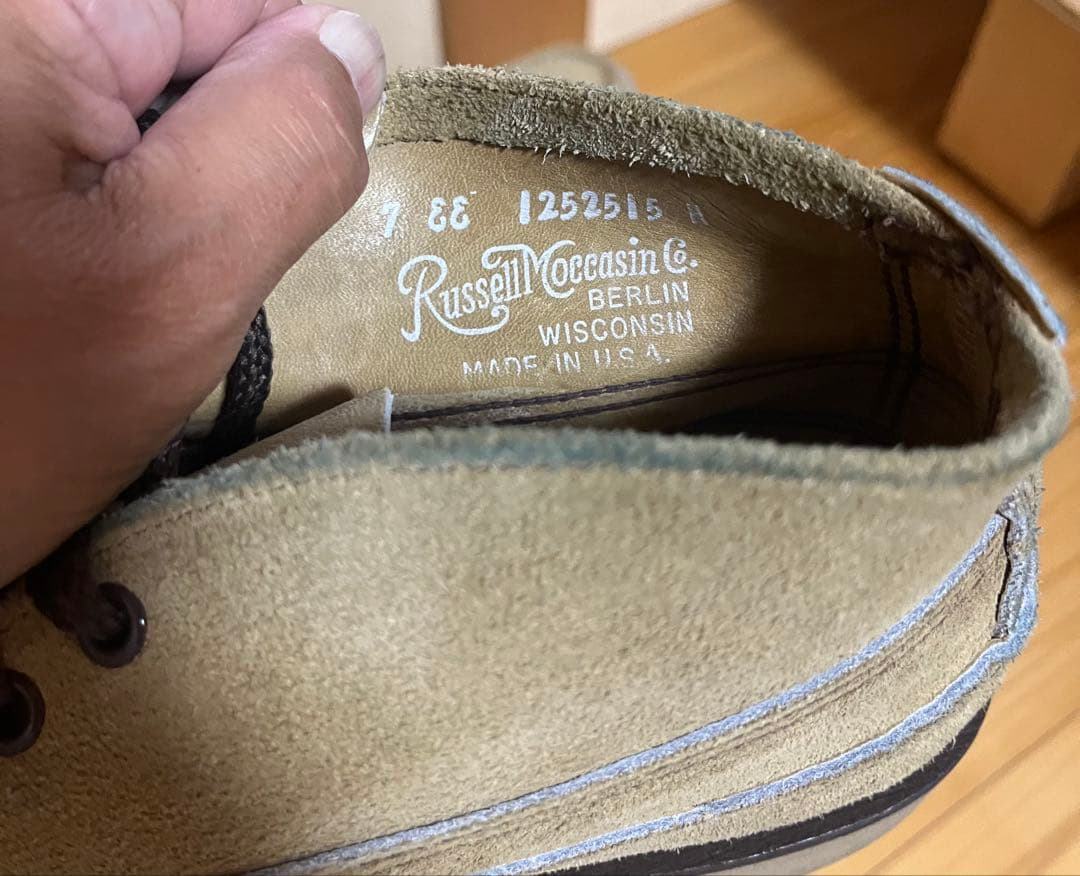 7 EE 1252515
Russell Moccasin Co.
BERLIN
WISCONSIN
MADE IN U.S.A.